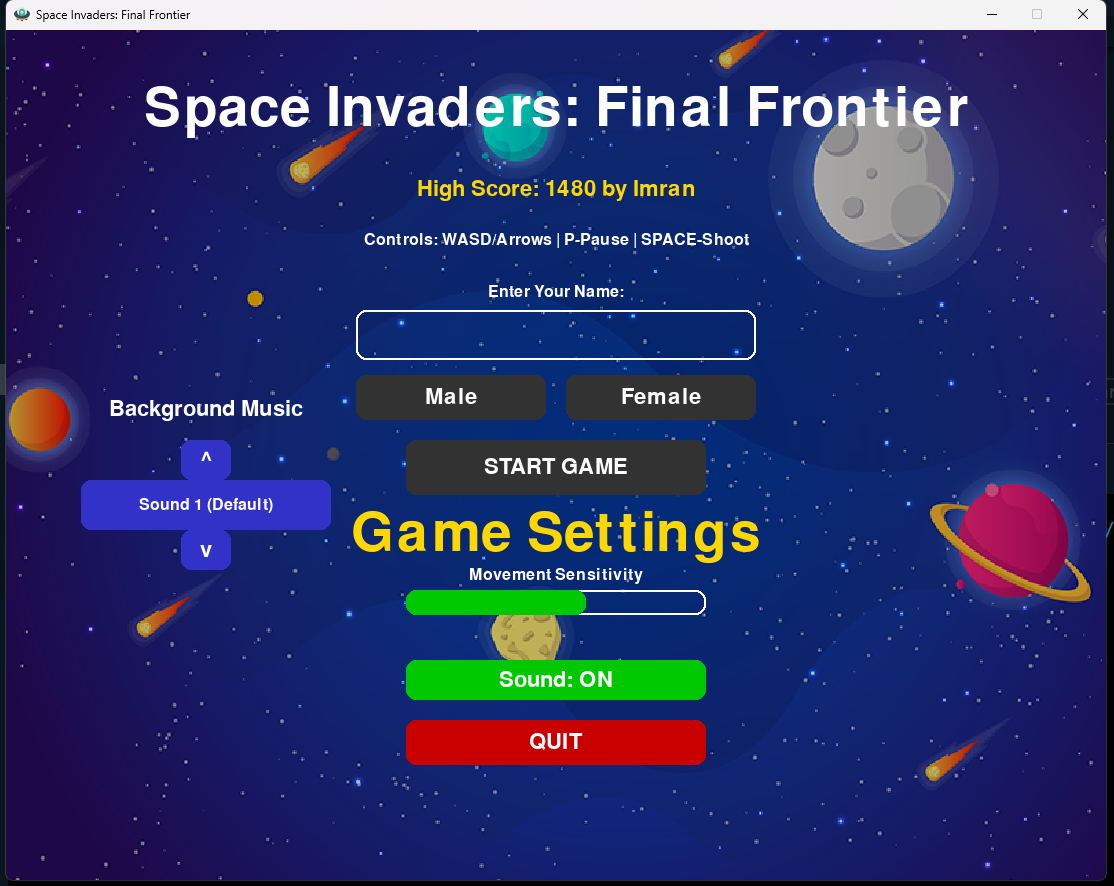 Space Invaders: Final Frontier
Space Invaders: Final Frontier
High Score: 1480 by Imran
Controls: WASD/Arrows | P-Pause | SPACE-Shoot
Enter Your Name:
Male Female
Background Music
^
START GAME
Sound 1 (Default)
Game Settings
v
Movement Sensitivity
Sound: ON
QUIT